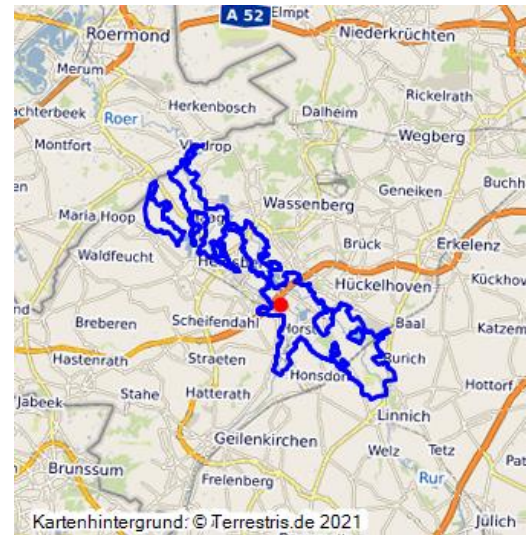 A 52
Elmpt
Roermond
Niederkrüchten
Merum
Rickelrath
achterbeek
Herkenbosch
Dalheim
Roer
Wegberg
Montfort
Vlodrop
Geneiken
Buchh
Wassenberg
Maria Hoop
Brück
Erkelenz
Waldfeucht
Hückelhoven
Kückhov
Scheifendahl
Baal
Breberen
Katzem
Straeten
Hastenrath
Honsdorf
Hottorf
Stahe
Hatterath
Jabeek
Linnich
Geilenkirchen
Welz
Tetz
Pat
Brunssum
Frelenberg
Rur
Jülich
Kartenhintergrund: © Terrestris.de 2021